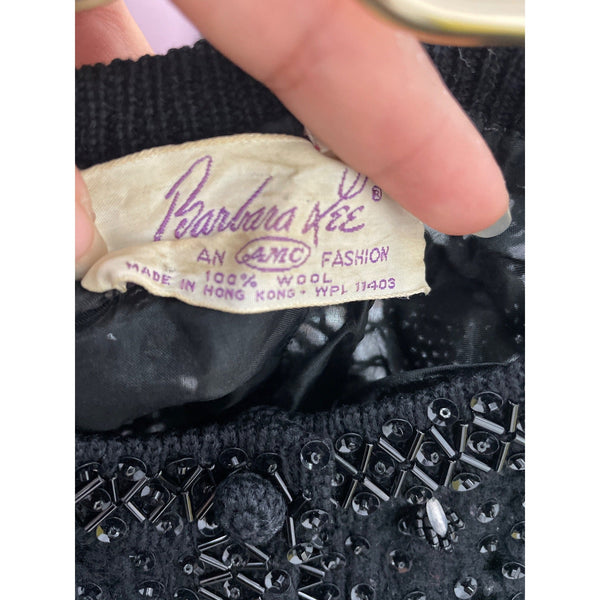 Barbara Lee ®
AN AMC FASHION
100% WOOL
MADE IN HONG KONG · WPL 11403